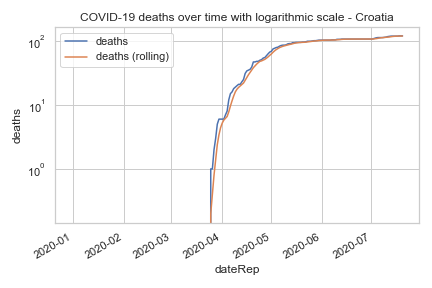 COVID-19 deaths over time with logarithmic scale - Croatia
deaths
deaths (rolling)
10²
10¹
10⁰
deaths
2020-01
2020-02
2020-03
2020-04
2020-05
2020-06
2020-07
dateRep